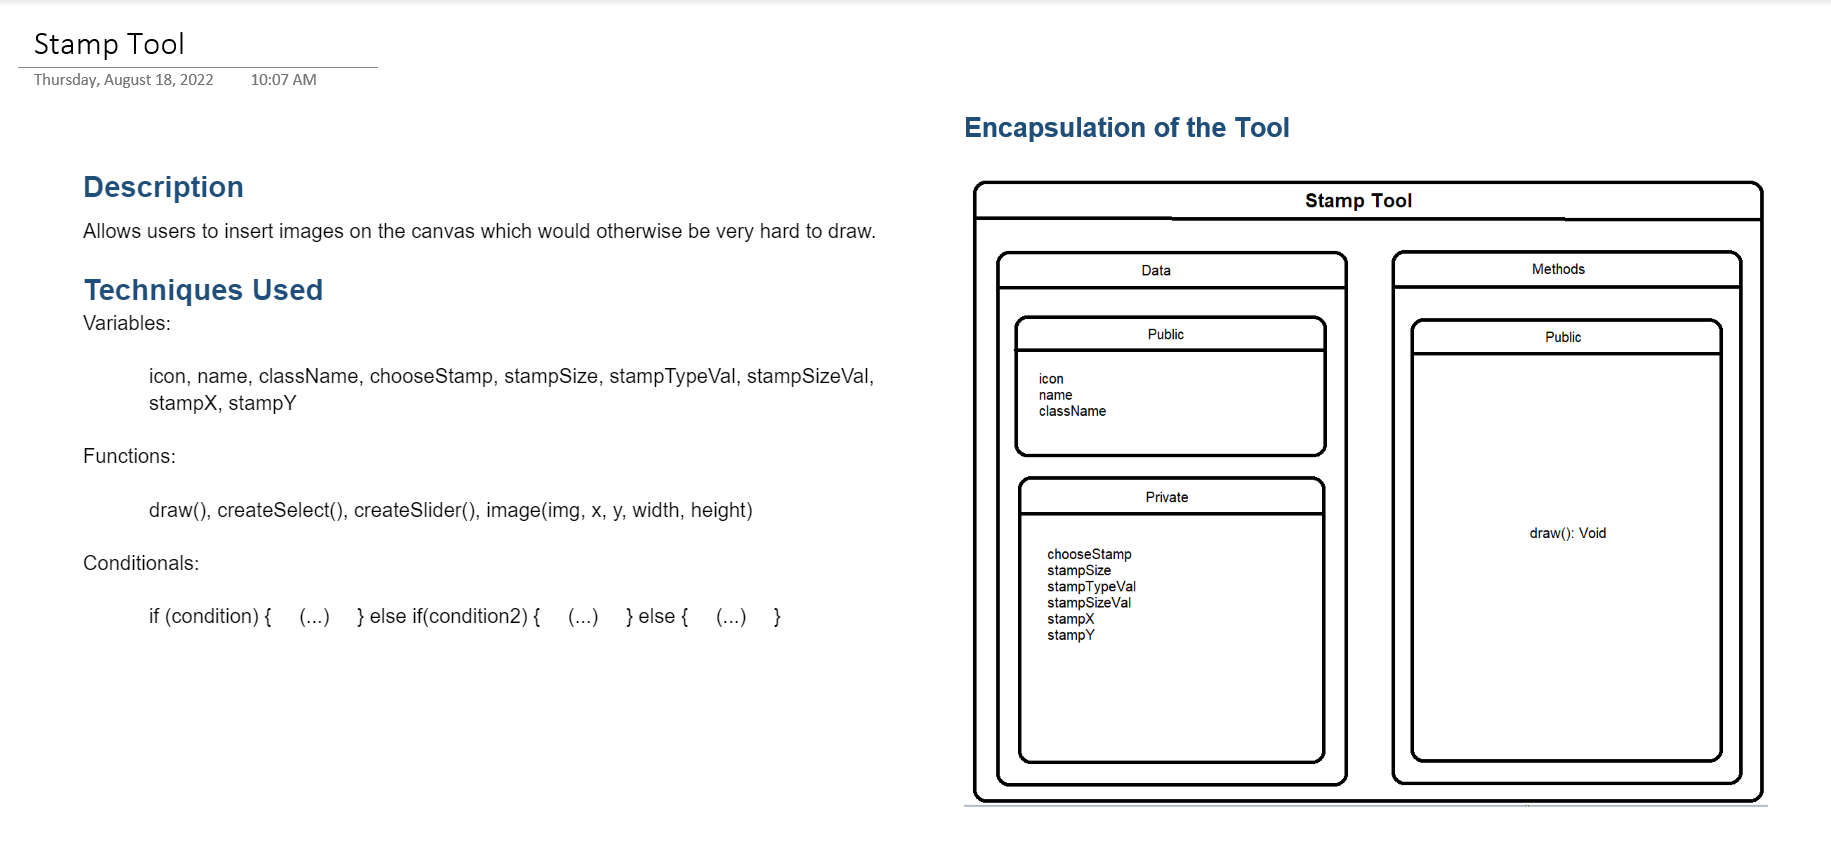 Stamp Tool
Thursday, August 18, 2022 10:07 AM
Description
Allows users to insert images on the canvas which would otherwise be very hard to draw.
Techniques Used
Variables:
icon, name, className, chooseStamp, stampSize, stampTypeVal, stampSizeVal,
stampX, stampY
Functions:
draw(), createSelect(), createSlider(), image(img, x, y, width, height)
Conditionals:
if (condition) { (...) } else if(condition2) { (...) } else { (...) }
Encapsulation of the Tool
Stamp Tool
Data
Public
icon
name
className
Private
chooseStamp
stampSize
stampTypeVal
stampSizeVal
stampX
stampY
Methods
Public
draw(): Void